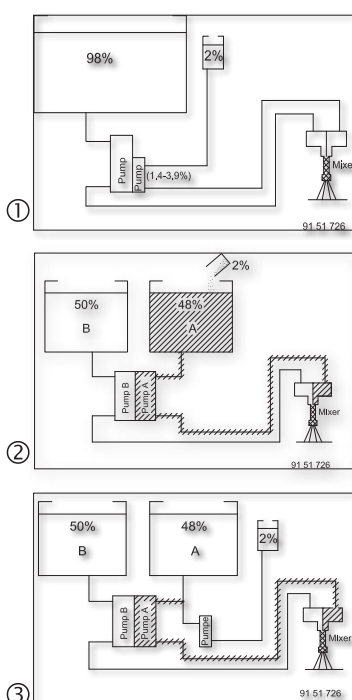 98%
2%
Pump
Pump
(1,4-3,9%)
Mixer
①
91 51 726
2%
50%
48%
B
A
Pump B
Pump A
MIxer
②
91 51 726
50%
48%
2%
B
A
Pump B
Pump A
Pumpe
MIxer
③
91 51 726